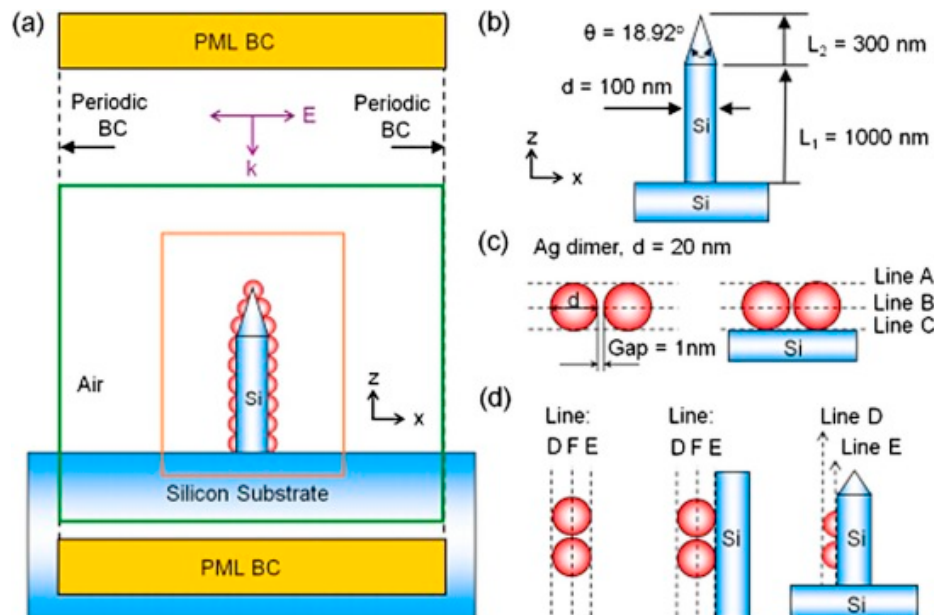 (a)
PML BC
Periodic
BC
Periodic
BC
E
k
Air
Si
z
x
Silicon Substrate
PML BC
(b)
θ = 18.92°
L₂ = 300 nm
d = 100 nm
Si
L₁ = 1000 nm
z
x
Si
(c) Ag dimer, d = 20 nm
Line A
d
Line B
Line C
Gap = 1nm
Si
(d)
Line:
D F E
Line:
D F E
Si
Line D
Line E
Si
Si